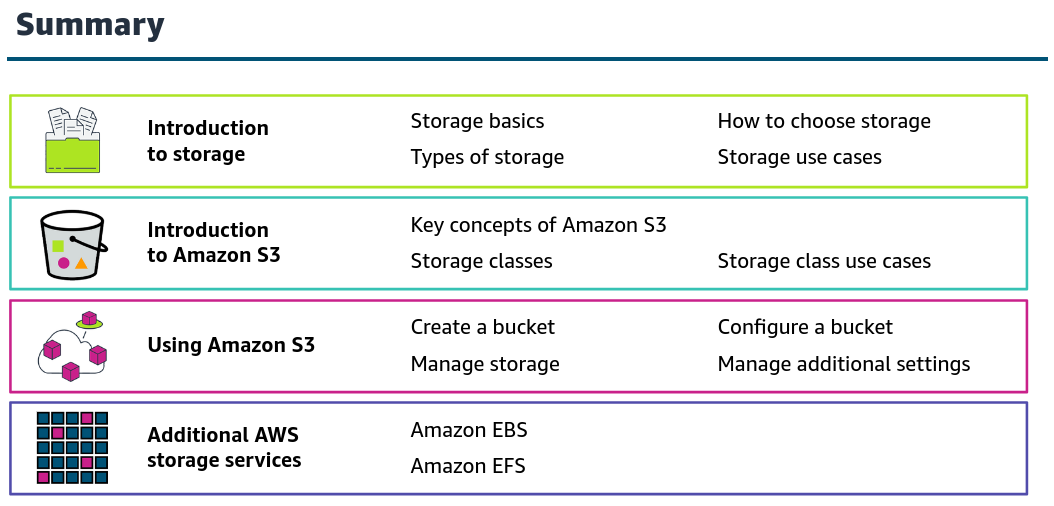 Summary
Introduction
to storage
Storage basics
How to choose storage
Types of storage
Storage use cases
Introduction
to Amazon S3
Key concepts of Amazon S3
Storage classes
Storage class use cases
Using Amazon S3
Create a bucket
Configure a bucket
Manage storage
Manage additional settings
Additional AWS
storage services
Amazon EBS
Amazon EFS